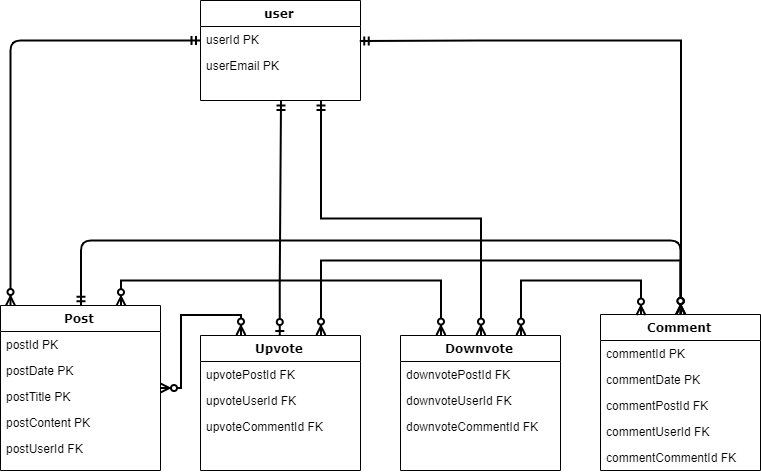 user
userId PK
userEmail PK
Post
postId PK
postDate PK
postTitle PK
postContent PK
postUserId FK
Upvote
upvotePostId FK
upvoteUserId FK
upvoteCommentId FK
Downvote
downvotePostId FK
downvoteUserId FK
downvoteCommentId FK
Comment
commentId PK
commentDate PK
commentPostId FK
commentUserId FK
commentCommentId FK